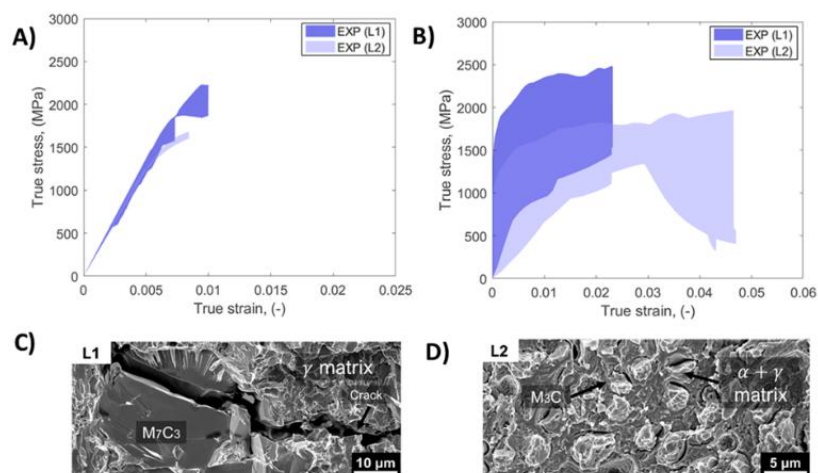 A)
3000
2500
2000
1500
1000
500
0
True stress, (MPa)
0
0.005
0.01
0.015
0.02
0.025
True strain, (-)
EXP (L1)
EXP (L2)
B)
3000
2500
2000
1500
1000
500
0
True stress, (MPa)
0
0.01
0.02
0.03
0.04
0.05
0.06
True strain, (-)
EXP (L1)
EXP (L2)
C)
L1
γ matrix
Crack
M7C3
10 μm
D)
L2
α + γ
matrix
M3C
5 μm